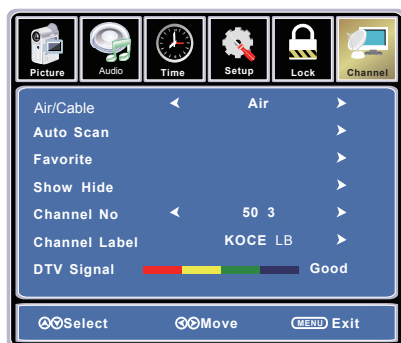 Picture Audio Time Setup Lock Channel
Air/Cable Air
Auto Scan
Favorite
Show Hide
Channel No 50 3
Channel Label KOCE LB
DTV Signal Good
Select Move MENU Exit